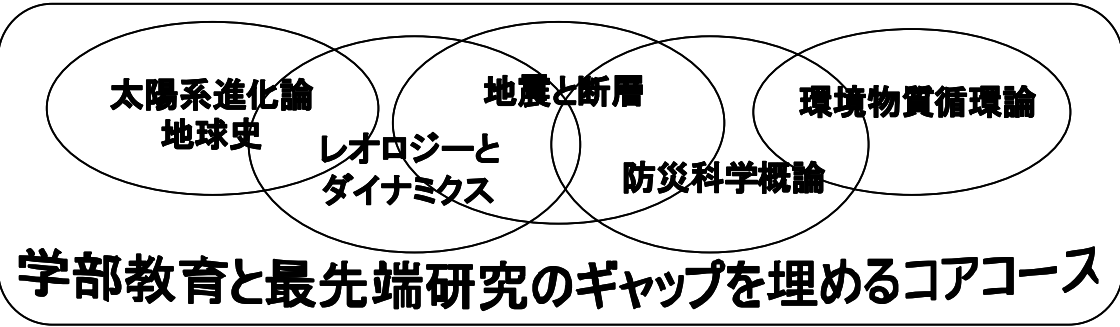 太陽系進化論
地球史
レオロジーと
ダイナミクス
地震と断層
防災科学概論
環境物質循環論
学部教育と最先端研究のギャップを埋めるコアコース